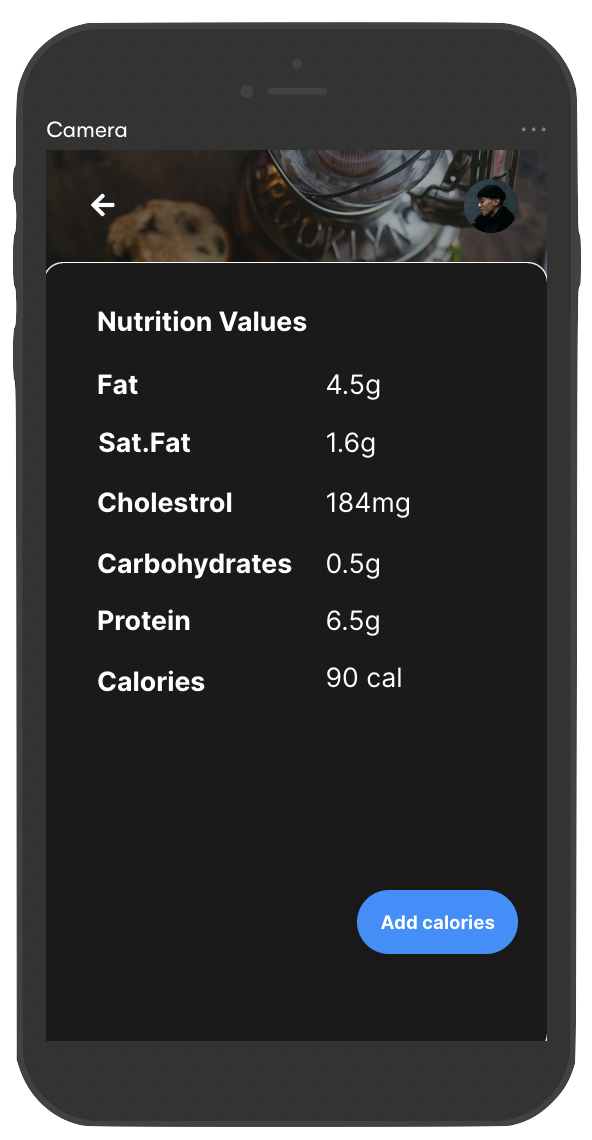 Camera
COOKI
Nutrition Values
Fat 4.5g
Sat.Fat 1.6g
Cholestrol 184mg
Carbohydrates 0.5g
Protein 6.5g
Calories 90 cal
Add calories